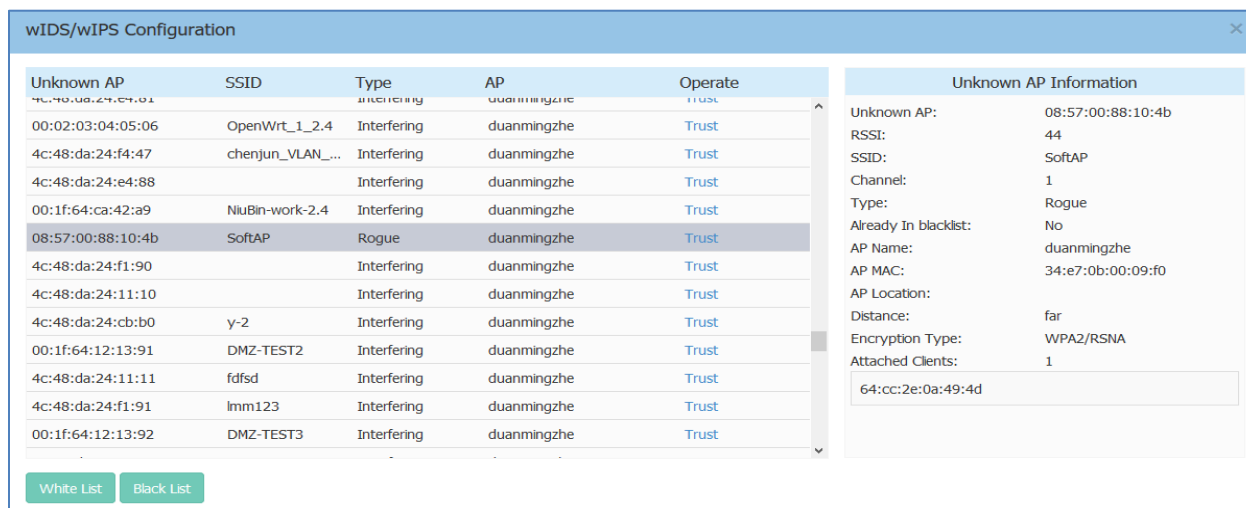 wIDS/wIPS Configuration ×
Unknown AP SSID Type AP Operate
4c:48:da:24:e4:81 Interfering duanmingzhe Trust
00:02:03:04:05:06 OpenWrt_1_2.4 Interfering duanmingzhe Trust
4c:48:da:24:f4:47 chenjun_VLAN_... Interfering duanmingzhe Trust
4c:48:da:24:e4:88 Interfering duanmingzhe Trust
00:1f:64:ca:42:a9 NiuBin-work-2.4 Interfering duanmingzhe Trust
08:57:00:88:10:4b SoftAP Rogue duanmingzhe Trust
4c:48:da:24:f1:90 Interfering duanmingzhe Trust
4c:48:da:24:11:10 Interfering duanmingzhe Trust
4c:48:da:24:cb:b0 y-2 Interfering duanmingzhe Trust
00:1f:64:12:13:91 DMZ-TEST2 Interfering duanmingzhe Trust
4c:48:da:24:11:11 fdfsd Interfering duanmingzhe Trust
4c:48:da:24:f1:91 lmm123 Interfering duanmingzhe Trust
00:1f:64:12:13:92 DMZ-TEST3 Interfering duanmingzhe Trust
White List Black List
Unknown AP Information
Unknown AP: 08:57:00:88:10:4b
RSSI: 44
SSID: SoftAP
Channel: 1
Type: Rogue
Already In blacklist: No
AP Name: duanmingzhe
AP MAC: 34:e7:0b:00:09:f0
AP Location:
Distance: far
Encryption Type: WPA2/RSNA
Attached Clients: 1
64:cc:2e:0a:49:4d